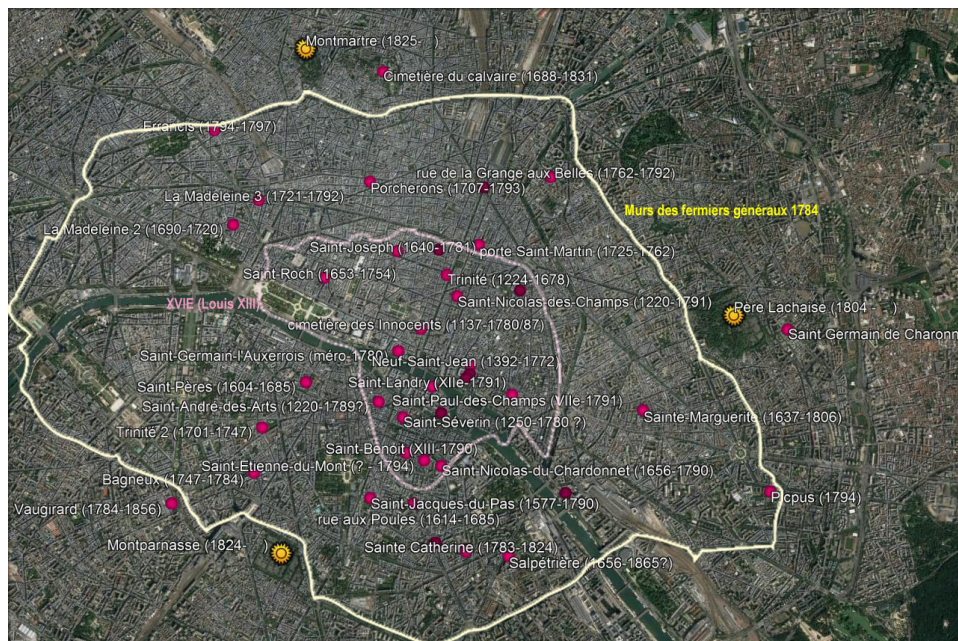 Montmartre (1825- )
Cimetière du calvaire (1688-1831)
Errancis (1794-1797)
rue de la Grange aux Belles (1762-1792)
Porcherons (1707-1793)
La Madeleine 3 (1721-1792)
Murs des fermiers généraux 1784
La Madeleine 2 (1690-1720)
Saint-Joseph (1640-1781)
porte Saint-Martin (1725-1762)
Saint-Roch (1653-1754)
Trinité (1224-1678)
XVIE (Louis XIII)
Saint-Nicolas-des-Champs (1220-1791)
Père Lachaise (1804 )
cimetière des Innocents (1137-1780/87)
Saint Germain de Charonn
Saint-Germain-l'Auxerrois (méro-1780)
Neuf-Saint-Jean (1392-1772)
Saint-Pères (1604-1685)
Saint-Landry (XIIe-1791)
Saint-Paul-des-Champs (VIIe-1791)
Saint-André-des-Arts (1220-1789?)
Sainte-Marguerite (1637-1806)
Saint-Séverin (1250-1780 ?)
Trinité 2 (1701-1747)
Saint-Benoît (XIII-1790)
Saint-Etienne-du-Mont (? - 1794)
Saint-Nicolas-du-Chardonnet (1656-1790)
Bagneux (1747-1784)
Picpus (1794)
Vaugirard (1784-1856)
Saint-Jacques-du-Pas (1577-1790)
rue aux Poules (1614-1685)
Montparnasse (1824- )
Sainte Catherine (1783-1824)
Salpétrière (1656-1865?)